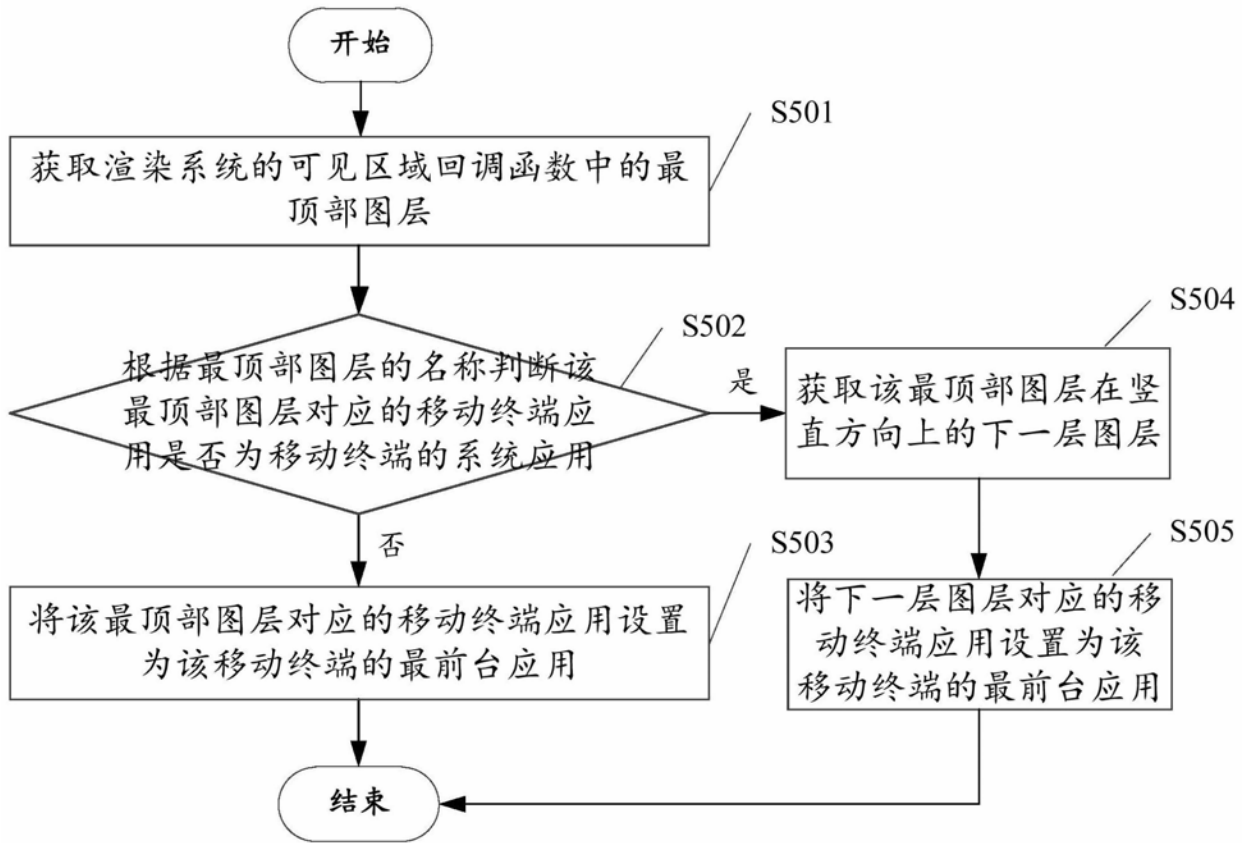 开始
S501
获取渲染系统的可见区域回调函数中的最
顶部图层
S502
根据最顶部图层的名称判断该
最顶部图层对应的移动终端应
用是否为移动终端的系统应用
是
S504
获取该最顶部图层在竖
直方向上的下一层图层
否
S503
将该最顶部图层对应的移动终端应用设置
为该移动终端的最前台应用
S505
将下一层图层对应的移
动终端应用设置为该
移动终端的最前台应用
结束